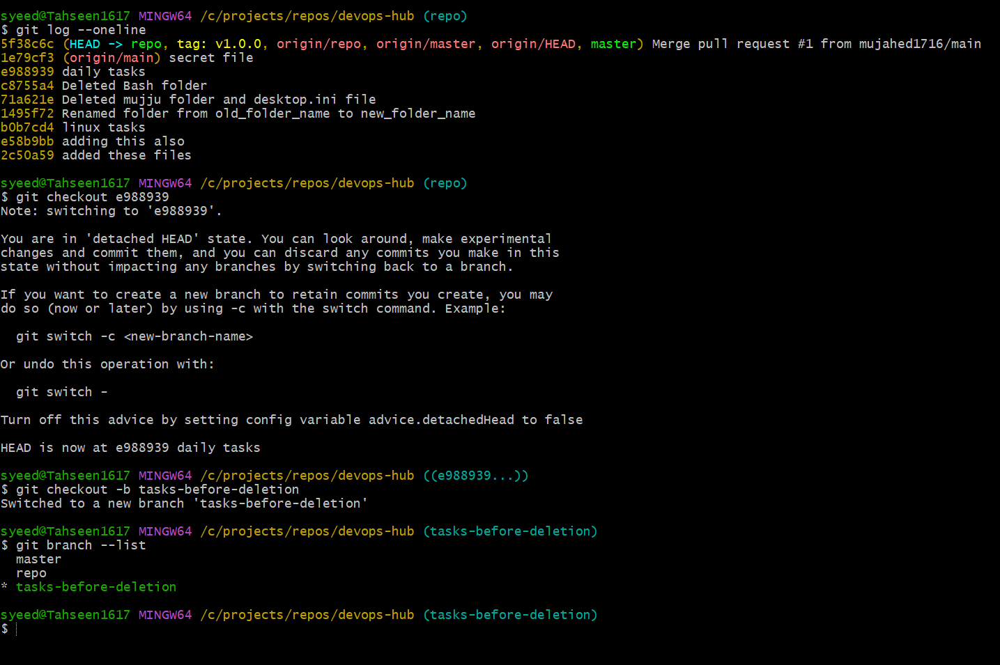 syeed@Tahseen1617 MINGW64 /c/projects/repos/devops-hub (repo)
$ git log --oneline
5f38c6c (HEAD -> repo, tag: v1.0.0, origin/repo, origin/master, origin/HEAD, master) Merge pull request #1 from mujahed1716/main
1e79cf3 (origin/main) secret file
e988939 daily tasks
c8755a4 Deleted Bash folder
71a621e Deleted mujju folder and desktop.ini file
1495f72 Renamed folder from old_folder_name to new_folder_name
b0b7cd4 linux tasks
e58b9bb adding this also
2c50a59 added these files

syeed@Tahseen1617 MINGW64 /c/projects/repos/devops-hub (repo)
$ git checkout e988939
Note: switching to 'e988939'.

You are in 'detached HEAD' state. You can look around, make experimental
changes and commit them, and you can discard any commits you make in this
state without impacting any branches by switching back to a branch.

If you want to create a new branch to retain commits you create, you may
do so (now or later) by using -c with the switch command. Example:

  git switch -c <new-branch-name>

Or undo this operation with:

  git switch -

Turn off this advice by setting config variable advice.detachedHead to false

HEAD is now at e988939 daily tasks

syeed@Tahseen1617 MINGW64 /c/projects/repos/devops-hub ((e988939...))
$ git checkout -b tasks-before-deletion
Switched to a new branch 'tasks-before-deletion'

syeed@Tahseen1617 MINGW64 /c/projects/repos/devops-hub (tasks-before-deletion)
$ git branch --list
  master
  repo
* tasks-before-deletion

syeed@Tahseen1617 MINGW64 /c/projects/repos/devops-hub (tasks-before-deletion)
$